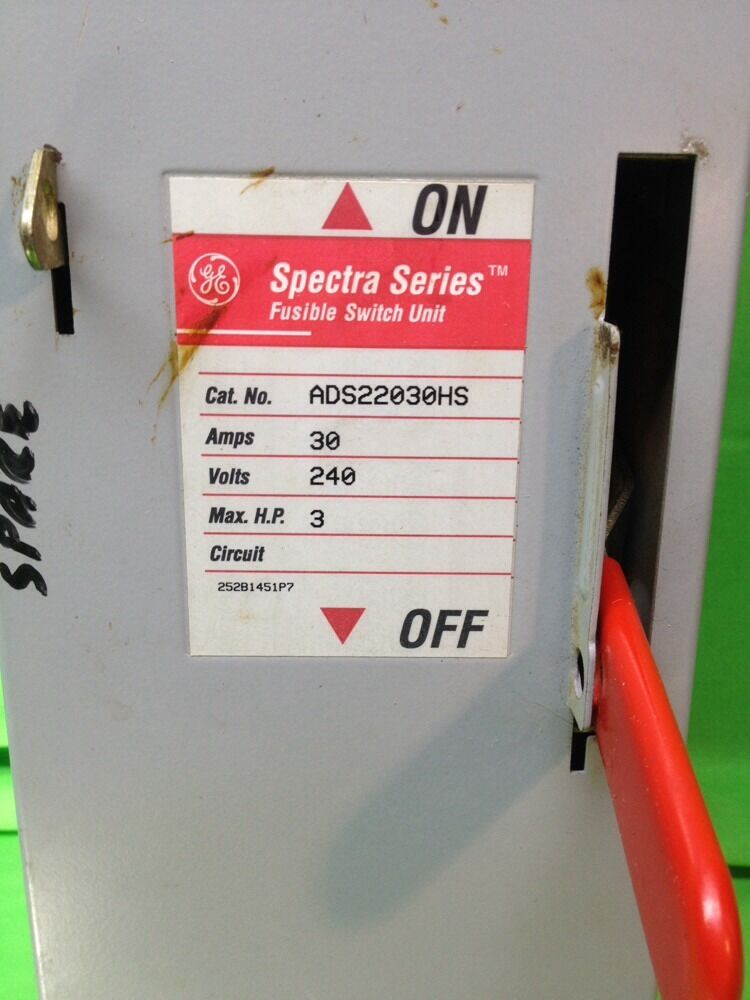 ON
GE
Spectra Series™
Fusible Switch Unit
Cat. No. ADS22030HS
Amps 30
Volts 240
Max. H.P. 3
Circuit
252B1451P7
OFF
SPARE